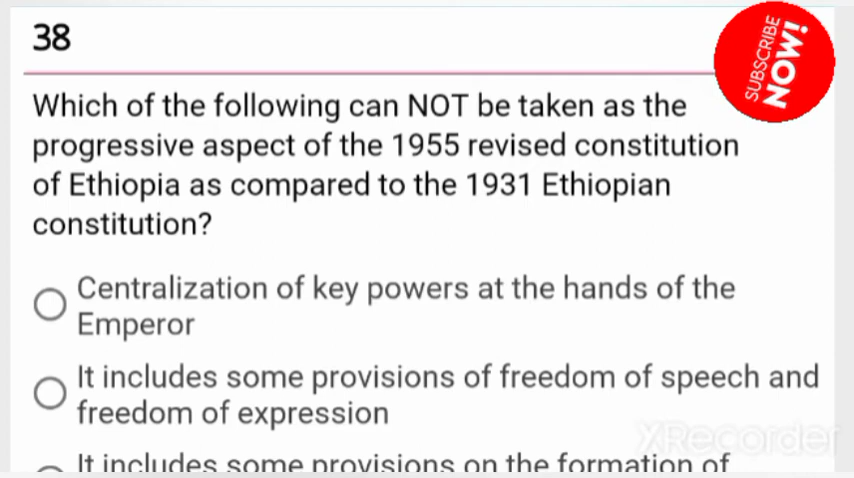 38
SUBSCRIBE
NOW!
Which of the following can NOT be taken as the
progressive aspect of the 1955 revised constitution
of Ethiopia as compared to the 1931 Ethiopian
constitution?
Centralization of key powers at the hands of the
Emperor
It includes some provisions of freedom of speech and
freedom of expression
XRecorder
It includes some provisions on the formation of